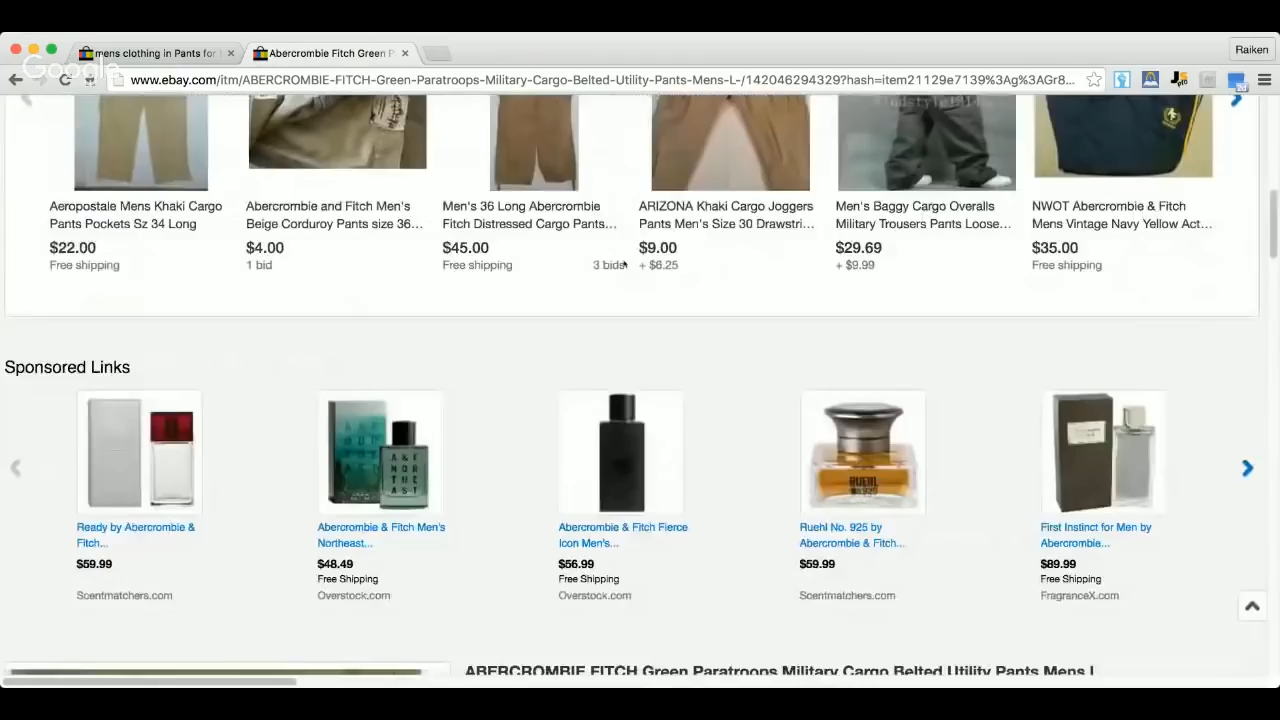 mens clothing in Pants for
Abercrombie Fitch Green P
Raiken
Google
www.ebay.com/itm/ABERCROMBIE-FITCH-Green-Paratroops-Military-Cargo-Belted-Utility-Pants-Mens-L-/142046294329?hash=item21129e7139%3Ag%3AGr8...
Aeropostale Mens Khaki Cargo
Pants Pockets Sz 34 Long
$22.00
Free shipping
Abercrombie and Fitch Men's
Beige Corduroy Pants size 36...
$4.00
1 bid
Men's 36 Long Abercrombie
Fitch Distressed Cargo Pants...
$45.00
Free shipping 3 bids
ARIZONA Khaki Cargo Joggers
Pants Men's Size 30 Drawstri...
$9.00
+ $6.25
Men's Baggy Cargo Overalls
Military Trousers Pants Loose...
$29.69
+ $9.99
NWOT Abercrombie & Fitch
Mens Vintage Navy Yellow Act...
$35.00
Free shipping
Sponsored Links
Ready by Abercrombie &
Fitch...
$59.99
Scentmatchers.com
Abercrombie & Fitch Men's
Northeast...
$48.49
Free Shipping
Overstock.com
Abercrombie & Fitch Fierce
Icon Men's...
$56.99
Free Shipping
Overstock.com
RUEHL
Ruehl No. 925 by
Abercrombie & Fitch...
$59.99
Scentmatchers.com
First Instinct for Men by
Abercrombie...
$89.99
Free Shipping
FragranceX.com
ABERCROMBIE FITCH Green Paratroops Military Cargo Belted Utility Pants Mens L